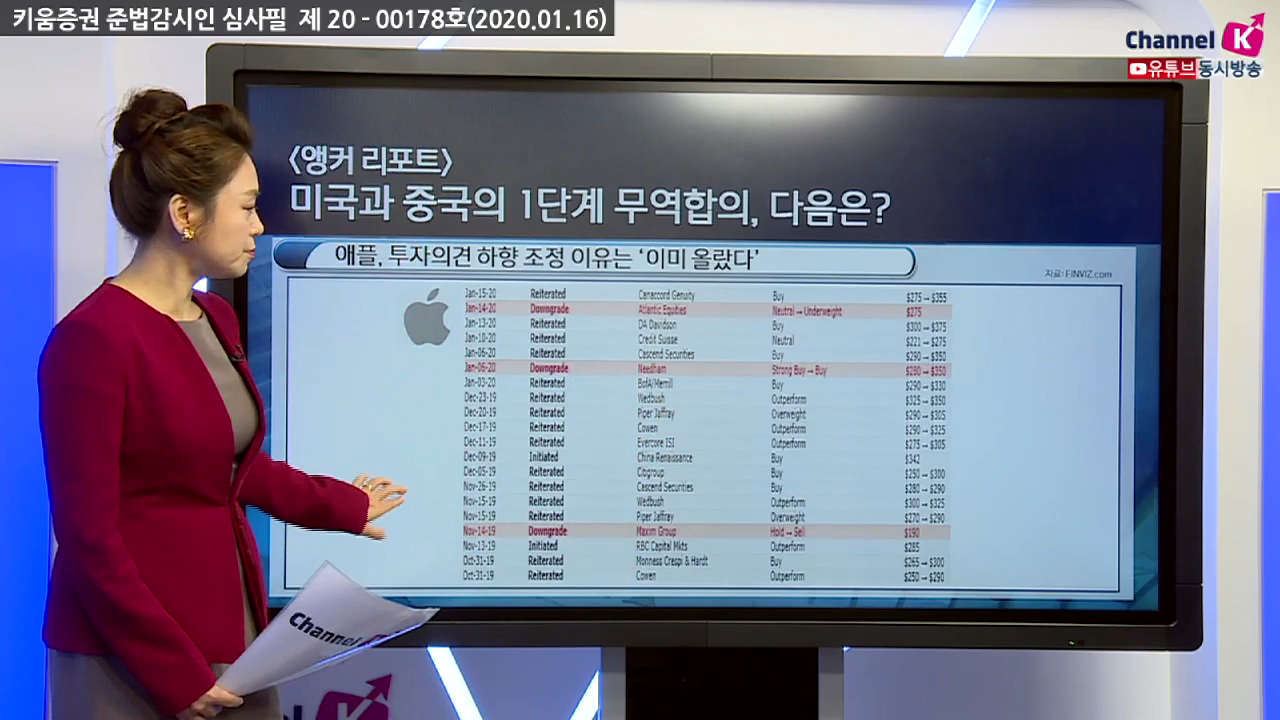 키움증권 준법감시인 심사필 제 20 - 00178호(2020.01.16)
Channel K
유튜브동시방송
<앵커 리포트>
미국과 중국의 1단계 무역합의, 다음은?
애플, 투자의견 하향 조정 이유는 ‘이미 올랐다’
자료: FINVIZ.com
Jan-15-20 Reiterated Canaccord Genuity Buy $275 → $355
Jan-14-20 Downgrade Atlantic Equities Neutral → Underweight $275
Jan-13-20 Reiterated DA Davidson Buy $300 → $375
Jan-10-20 Reiterated Credit Suisse Neutral $221 → $275
Jan-06-20 Reiterated Cascend Securities Buy $290 → $350
Jan-06-20 Downgrade Needham Strong Buy → Buy $280 → $350
Jan-03-20 Reiterated BofA/Merrill Buy $290 → $330
Dec-23-19 Reiterated Wedbush Outperform $325 → $350
Dec-20-19 Reiterated Piper Jaffray Overweight $290 → $305
Dec-17-19 Reiterated Cowen Outperform $290 → $325
Dec-11-19 Reiterated Evercore ISI Outperform $275 → $305
Dec-09-19 Initiated China Renaissance Buy $342
Dec-05-19 Reiterated Citigroup Buy $250 → $300
Nov-26-19 Reiterated Cascend Securities Buy $280 → $290
Nov-15-19 Reiterated Wedbush Outperform $300 → $325
Nov-15-19 Reiterated Piper Jaffray Overweight $270 → $290
Nov-14-19 Downgrade Maxim Group Hold → Sell $190
Nov-13-19 Initiated RBC Capital Mkts Outperform $285
Oct-31-19 Reiterated Monness Crespi & Hardt Buy $265 → $300
Oct-31-19 Reiterated Cowen Outperform $250 → $290
Channel K
K